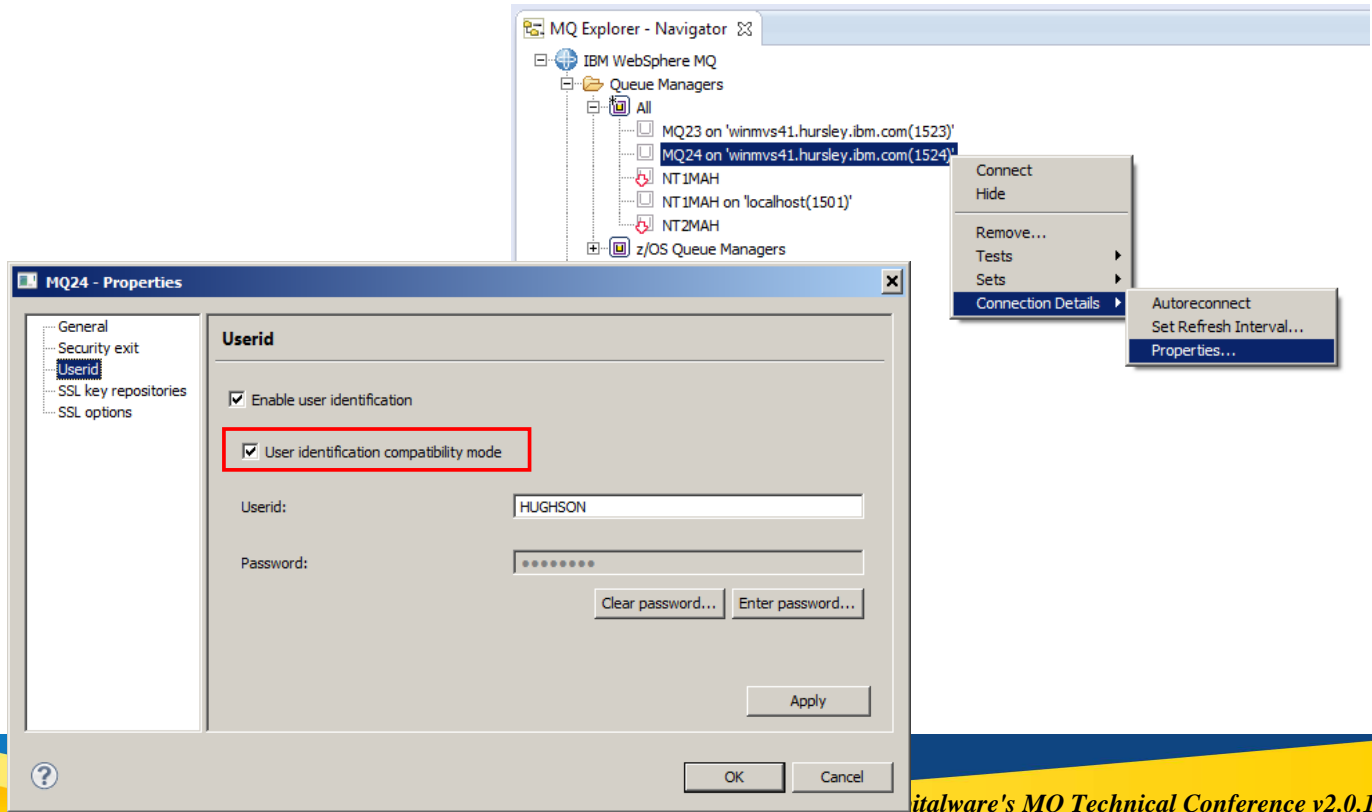 MQ Explorer - Navigator
IBM WebSphere MQ
Queue Managers
All
MQ23 on 'winmvs41.hursley.ibm.com(1523)'
MQ24 on 'winmvs41.hursley.ibm.com(1524)'
NT1MAH
NT1MAH on 'localhost(1501)'
NT2MAH
z/OS Queue Managers
Connect
Hide
Remove...
Tests
Sets
Connection Details
Autoreconnect
Set Refresh Interval...
Properties...
MQ24 - Properties
General
Security exit
Userid
SSL key repositories
SSL options
Userid
Enable user identification
User identification compatibility mode
Userid:
HUGHSON
Password:
Clear password...
Enter password...
Apply
?
OK
Cancel
italware's MQ Technical Conference v2.0.1